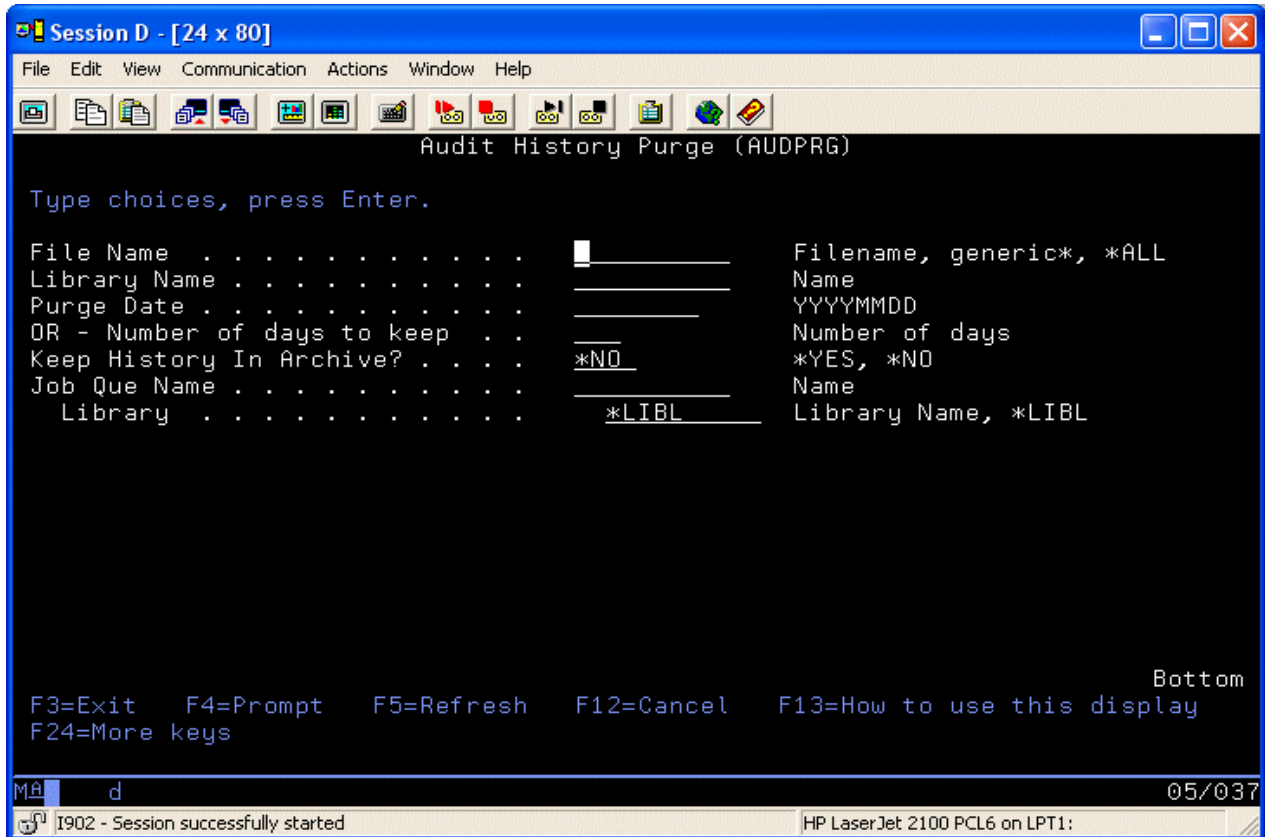 Session D - [24 x 80]
File Edit View Communication Actions Window Help
Audit History Purge (AUDPRG)
Type choices, press Enter.
File Name . . . . . . . . . . . Filename, generic*, *ALL
Library Name . . . . . . . . . . Name
Purge Date . . . . . . . . . . . YYYYMMDD
OR - Number of days to keep . . Number of days
Keep History In Archive? . . . . *NO *YES, *NO
Job Que Name . . . . . . . . . . Name
Library . . . . . . . . . . . *LIBL Library Name, *LIBL
Bottom
F3=Exit F4=Prompt F5=Refresh F12=Cancel F13=How to use this display
F24=More keys
MA d 05/037
I902 - Session successfully started HP LaserJet 2100 PCL6 on LPT1: